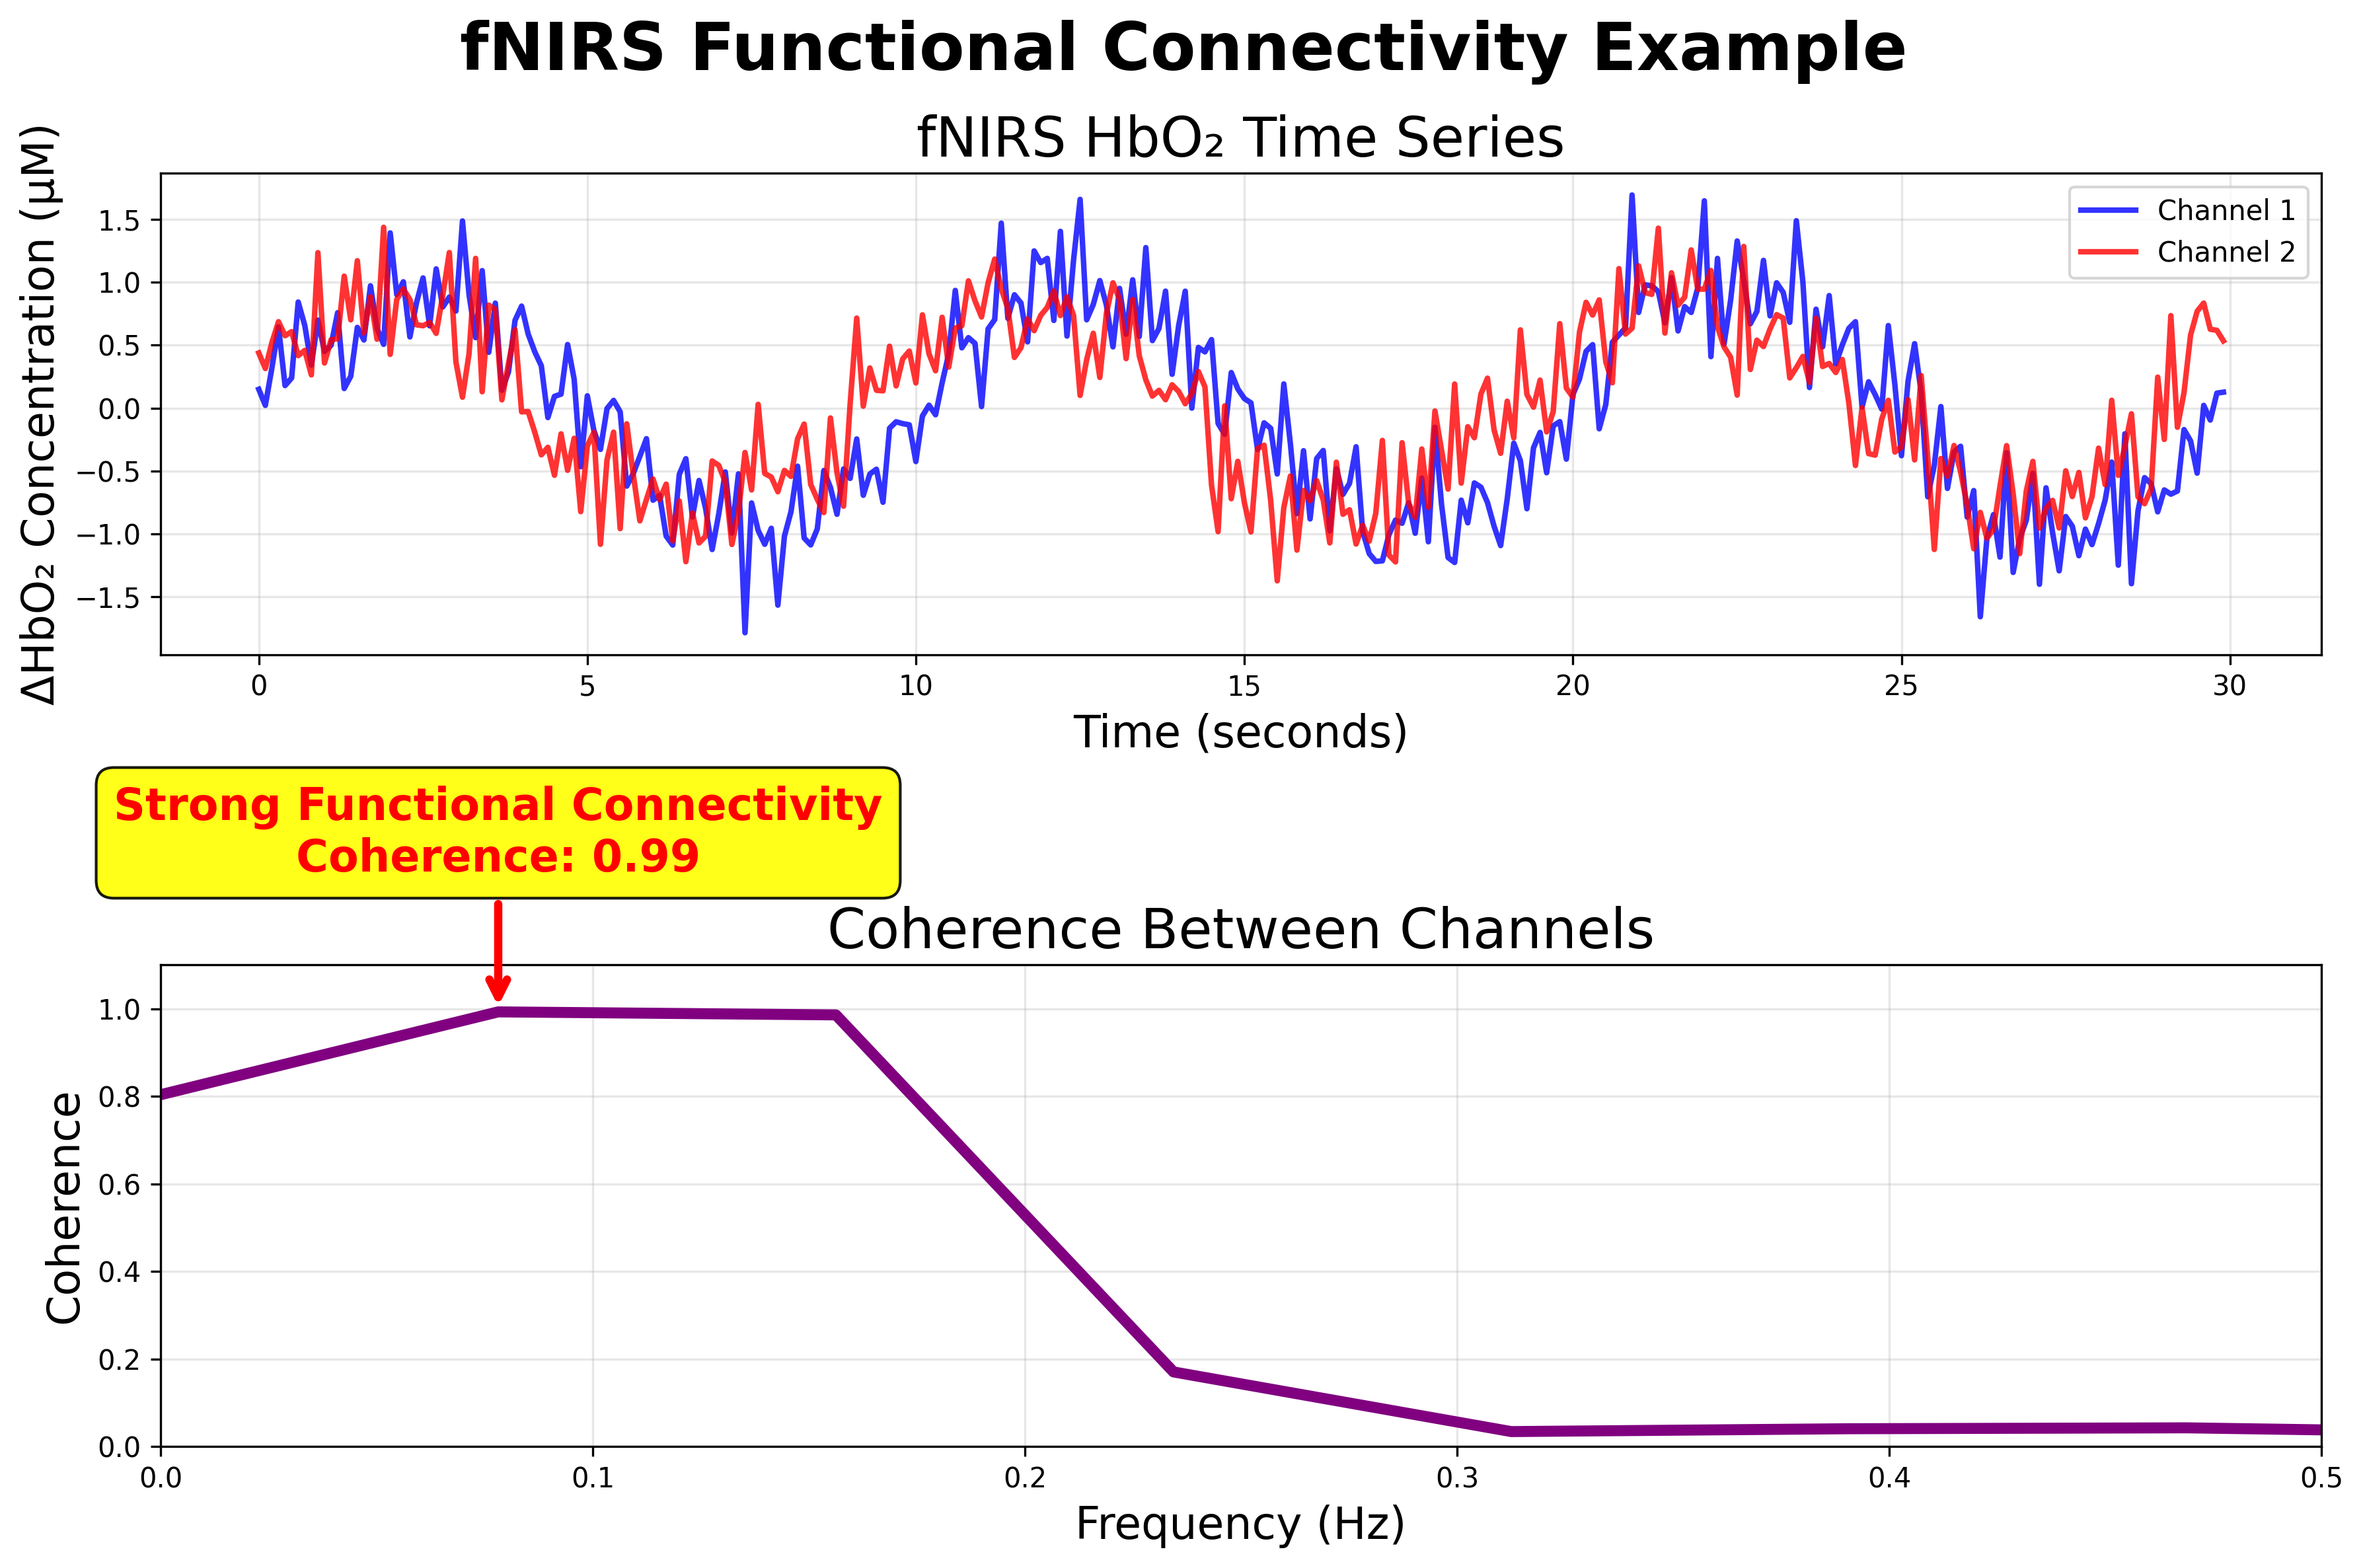 fNIRS Functional Connectivity Example
fNIRS HbO₂ Time Series
ΔHbO₂ Concentration (μM)
1.5
1.0
0.5
0.0
−0.5
−1.0
−1.5
Channel 1
Channel 2
0 5 10 15 20 25 30
Time (seconds)
Strong Functional Connectivity
Coherence: 0.99
Coherence Between Channels
Coherence
1.0
0.8
0.6
0.4
0.2
0.0
0.0 0.1 0.2 0.3 0.4 0.5
Frequency (Hz)